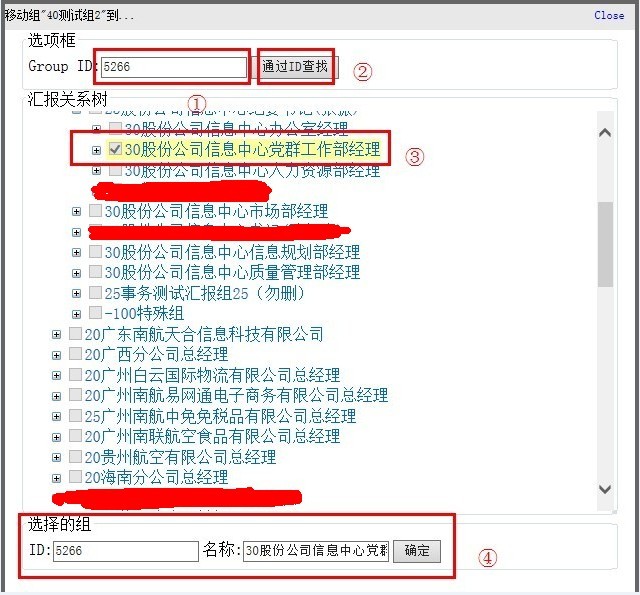 移动组"40测试组2"到...
Close
选项框
Group ID: 5266 通过ID查找
②
①
汇报关系树
30股份公司信息中心办公室经理
30股份公司信息中心党群工作部经理
③
30股份公司信息中心人力资源部经理
30股份公司信息中心市场部经理
30股份公司信息中心信息规划部经理
30股份公司信息中心质量管理部经理
25事务测试汇报组25（勿删）
-100特殊组
20广东南航天合信息科技有限公司
20广西分公司总经理
20广州白云国际物流有限公司总经理
20广州南航易网通电子商务有限公司总经理
25广州南航中免免税品有限公司总经理
20广州南联航空食品有限公司总经理
20贵州航空有限公司总经理
20海南分公司总经理
选择的组
ID: 5266 名称: 30股份公司信息中心党群 确定
④